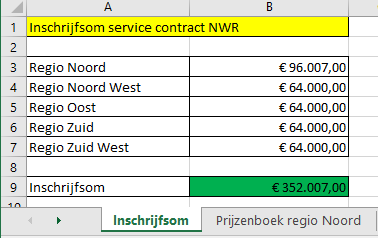 A B
1 Inschrijfsom service contract NWR
2
3 Regio Noord € 96.007,00
4 Regio Noord West € 64.000,00
5 Regio Oost € 64.000,00
6 Regio Zuid € 64.000,00
7 Regio Zuid West € 64.000,00
8
9 Inschrijfsom € 352.007,00
10
Inschrijfsom Prijzenboek regio Noord